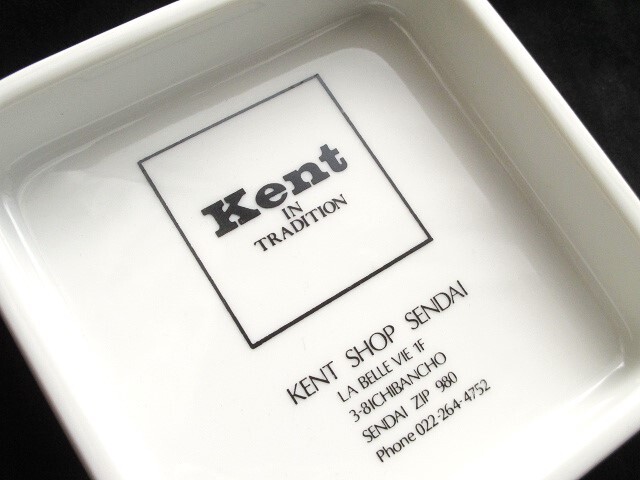 Kent
IN
TRADITION
KENT SHOP SENDAI
LA BELLE VIE 1F
3-8ICHIBANCHO
SENDAI ZIP 980
Phone 022-264-4752